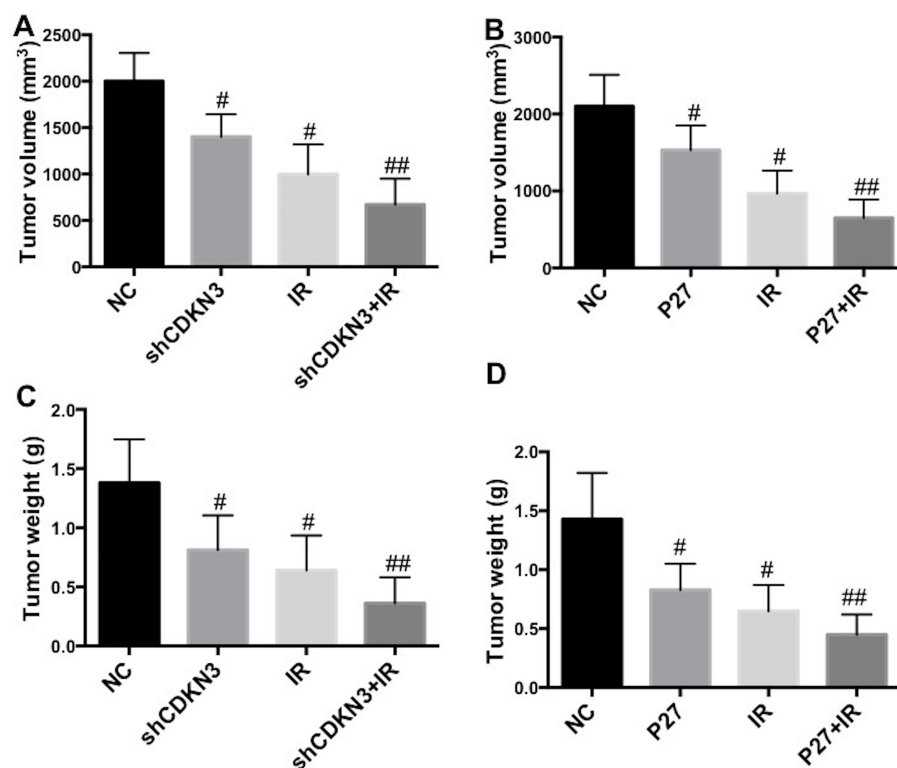 A
Tumor volume (mm³)
2500
2000
1500
1000
500
0
#
#
##
NC
shCDKN3
IR
shCDKN3+IR
B
Tumor volume (mm³)
3000
2000
1000
0
#
#
##
NC
P27
IR
P27+IR
C
Tumor weight (g)
2.0
1.5
1.0
0.5
0.0
#
#
##
NC
shCDKN3
IR
shCDKN3+IR
D
Tumor weight (g)
2.0
1.5
1.0
0.5
0.0
#
#
##
NC
P27
IR
P27+IR